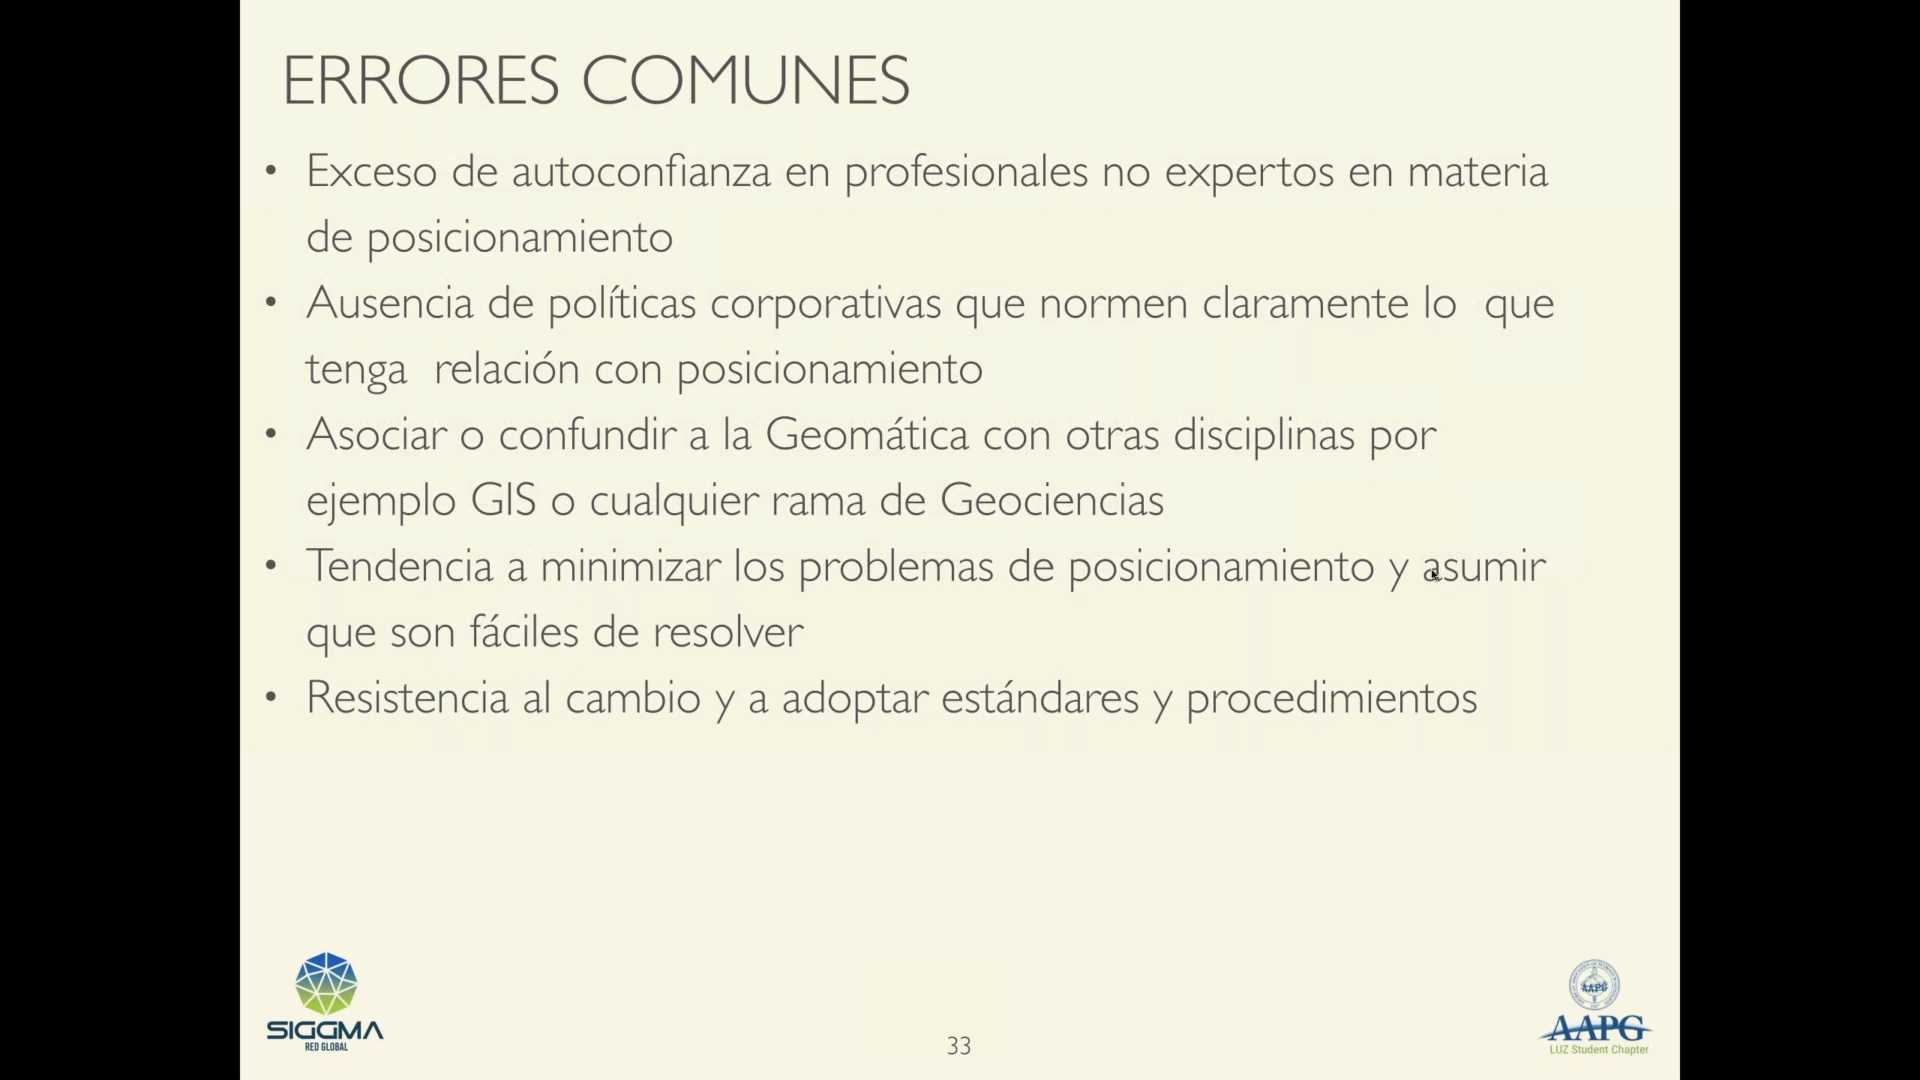 ERRORES COMUNES
• Exceso de autoconfianza en profesionales no expertos en materia
de posicionamiento
• Ausencia de políticas corporativas que normen claramente lo  que
tenga  relación con posicionamiento
• Asociar o confundir a la Geomática con otras disciplinas por
ejemplo GIS o cualquier rama de Geociencias
• Tendencia a minimizar los problemas de posicionamiento y asumir
que son fáciles de resolver
• Resistencia al cambio y a adoptar estándares y procedimientos
SIGGMA
RED GLOBAL
33
AAPG
AAPG
LUZ Student Chapter